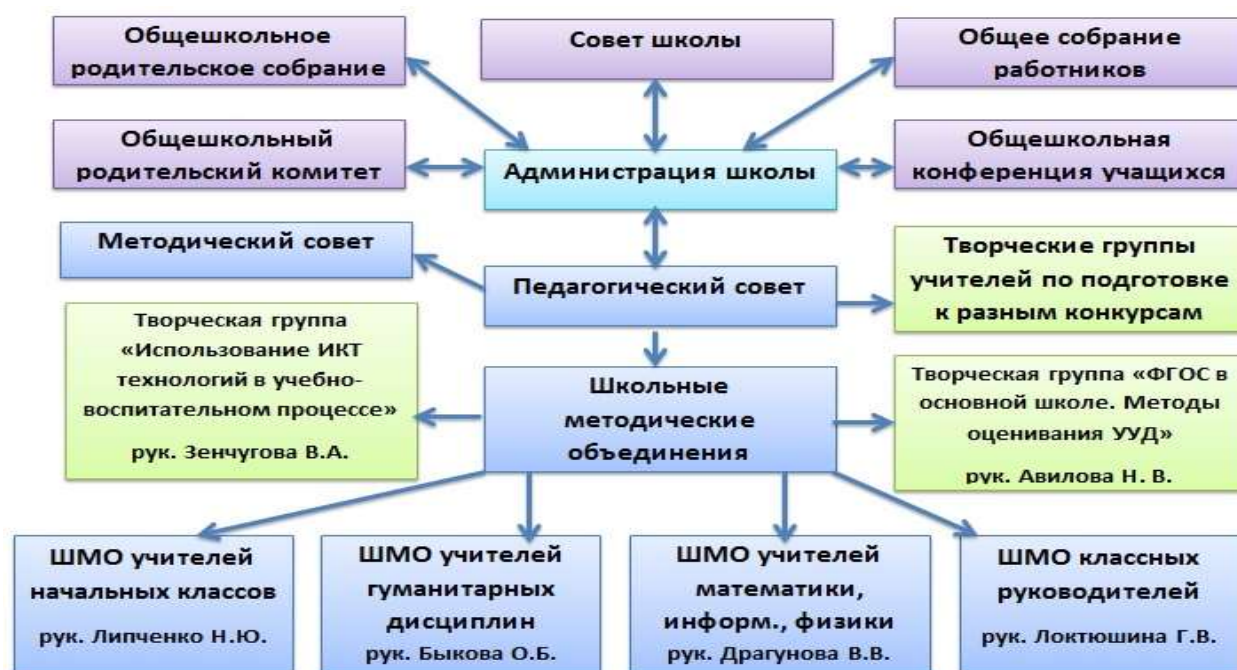 Общешкольное
родительское собрание
Совет школы
Общее собрание
работников
Общешкольный
родительский комитет
Администрация школы
Общешкольная
конференция учащихся
Методический совет
Педагогический совет
Творческие группы
учителей по подготовке
к разным конкурсам
Творческая группа
«Использование ИКТ
технологий в учебно-
воспитательном процессе»
рук. Зенчугова В.А.
Школьные
методические
объединения
Творческая группа «ФГОС в
основной школе. Методы
оценивания УУД»
рук. Авилова Н. В.
ШМО учителей
начальных классов
рук. Липченко Н.Ю.
ШМО учителей
гуманитарных
дисциплин
рук. Быкова О.Б.
ШМО учителей
математики,
информ., физики
рук. Драгунова В.В.
ШМО классных
руководителей
рук. Локтюшина Г.В.